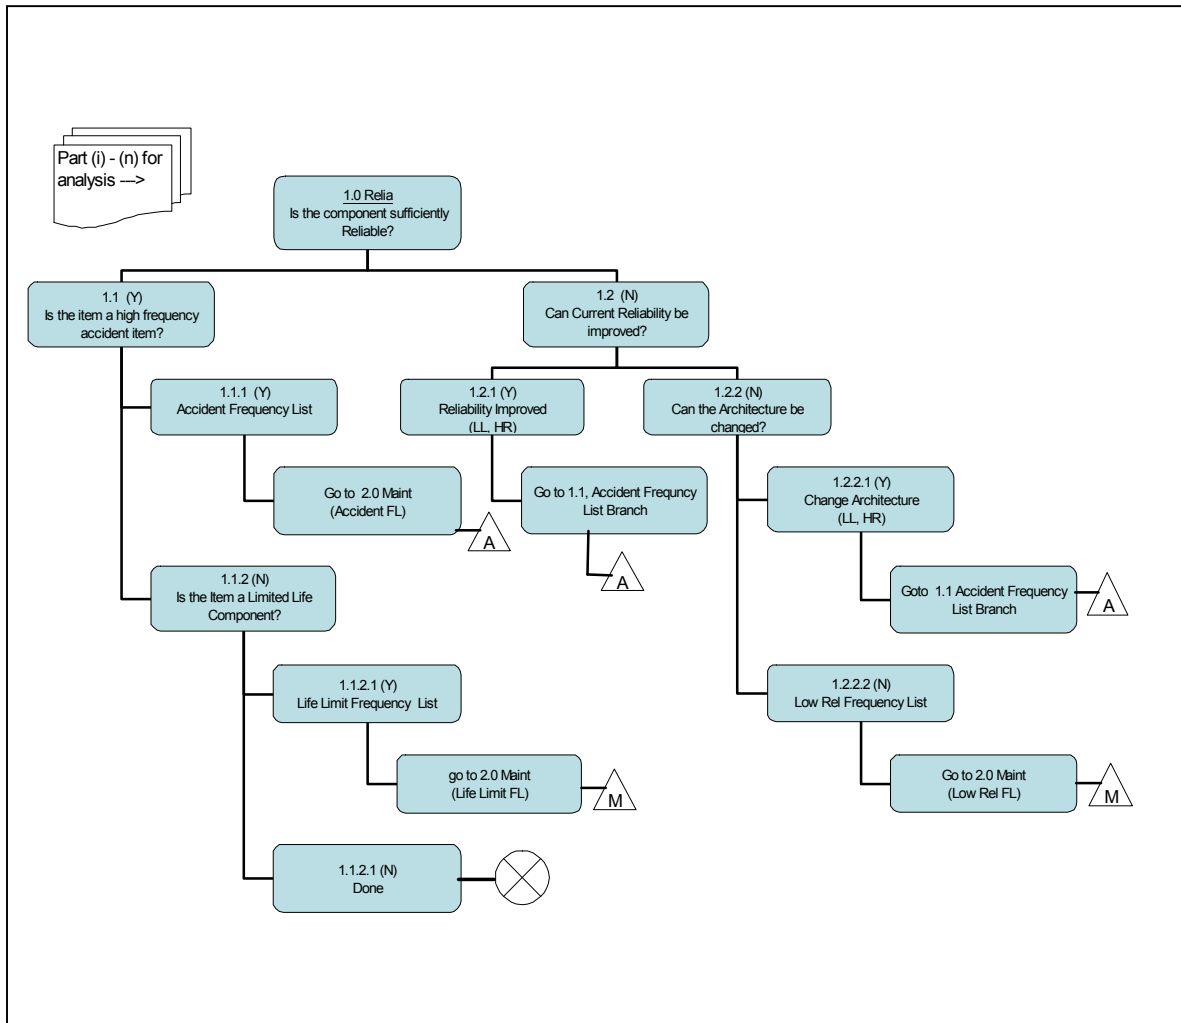 Part (i) - (n) for
analysis --->
1.0 Relia
Is the component sufficiently
Reliable?
1.1 (Y)
Is the item a high frequency
accident item?
1.2 (N)
Can Current Reliability be
improved?
1.1.1 (Y)
Accident Frequency List
1.2.1 (Y)
Reliability Improved
(LL, HR)
1.2.2 (N)
Can the Architecture be
changed?
Go to 2.0 Maint
(Accident FL)
A
Go to 1.1, Accident Frequncy
List Branch
A
1.2.2.1 (Y)
Change Architecture
(LL, HR)
1.1.2 (N)
Is the Item a Limited Life
Component?
Goto 1.1 Accident Frequency
List Branch
A
1.1.2.1 (Y)
Life Limit Frequency List
1.2.2.2 (N)
Low Rel Frequency List
go to 2.0 Maint
(Life Limit FL)
M
Go to 2.0 Maint
(Low Rel FL)
M
1.1.2.1 (N)
Done